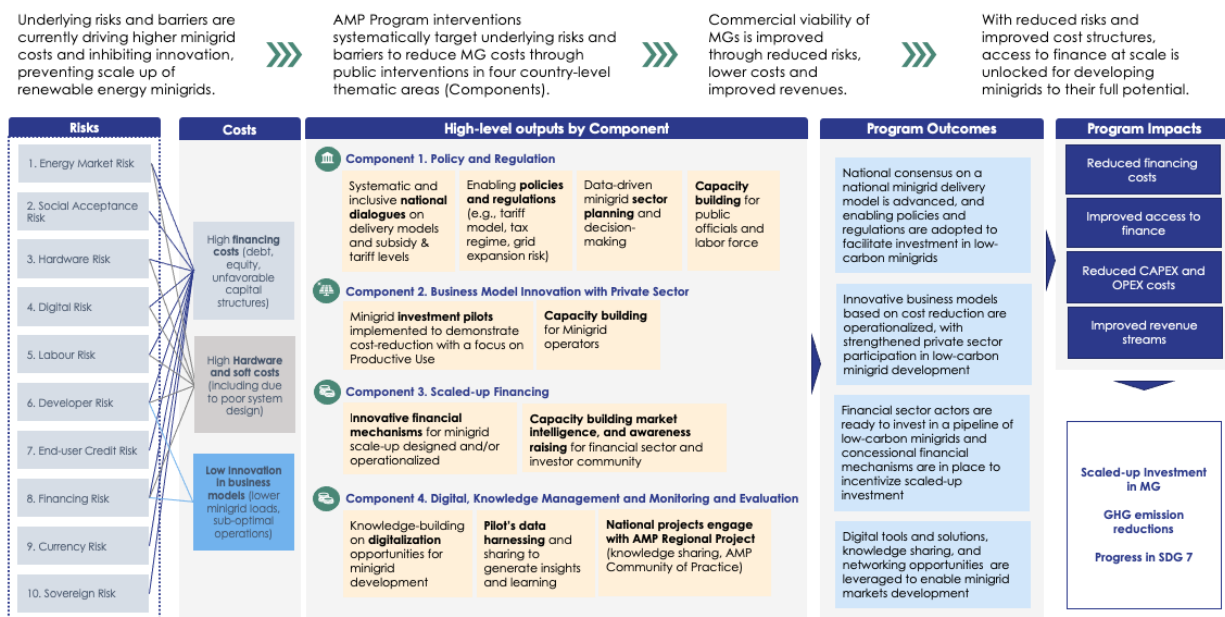 Underlying risks and barriers are
currently driving higher minigrid
costs and inhibiting innovation,
preventing scale up of
renewable energy minigrids.
AMP Program interventions
systematically target underlying risks and
barriers to reduce MG costs through
public interventions in four country-level
thematic areas (Components).
Commercial viability of
MGs is improved
through reduced risks,
lower costs and
improved revenues.
With reduced risks and
improved cost structures,
access to finance at scale is
unlocked for developing
minigrids to their full potential.
Risks
1. Energy Market Risk
2. Social Acceptance
Risk
3. Hardware Risk
4. Digital Risk
5. Labour Risk
6. Developer Risk
7. End-user Credit Risk
8. Financing Risk
9. Currency Risk
10. Sovereign Risk
Costs
High financing
costs (debt,
equity,
unfavorable
capital
structures)
High Hardware
and soft costs
(including due
to poor system
design)
Low Innovation
in business
models (lower
minigrid loads,
sub-optimal
operations)
High-level outputs by Component
Component 1. Policy and Regulation
Systematic and
inclusive national
dialogues on
delivery models
and subsidy &
tariff levels
Enabling policies
and regulations
(e.g., tariff
model, tax
regime, grid
expansion risk)
Data-driven
minigrid sector
planning and
decision-
making
Capacity
building for
public
officials and
labor force
Component 2. Business Model Innovation with Private Sector
Minigrid investment pilots
implemented to demonstrate
cost-reduction with a focus on
Productive Use
Capacity building
for Minigrid
operators
Component 3. Scaled-up Financing
Innovative financial
mechanisms for minigrid
scale-up designed and/or
operationalized
Capacity building market
intelligence, and awareness
raising for financial sector and
investor community
Component 4. Digital, Knowledge Management and Monitoring and Evaluation
Knowledge-building
on digitalization
opportunities for
minigrid
development
Pilot's data
harnessing and
sharing to
generate insights
and learning
National projects engage
with AMP Regional Project
(knowledge sharing, AMP
Community of Practice)
Program Outcomes
National consensus on a
national minigrid delivery
model is advanced, and
enabling policies and
regulations are adopted to
facilitate investment in low-
carbon minigrids
Innovative business models
based on cost reduction are
operationalized, with
strengthened private sector
participation in low-carbon
minigrid development
Financial sector actors are
ready to invest in a pipeline of
low-carbon minigrids and
concessional financial
mechanisms are in place to
incentivize scaled-up
investment
Digital tools and solutions,
knowledge sharing, and
networking opportunities are
leveraged to enable minigrid
markets development
Program Impacts
Reduced financing
costs
Improved access to
finance
Reduced CAPEX and
OPEX costs
Improved revenue
streams
Scaled-up Investment
in MG
GHG emission
reductions
Progress in SDG 7